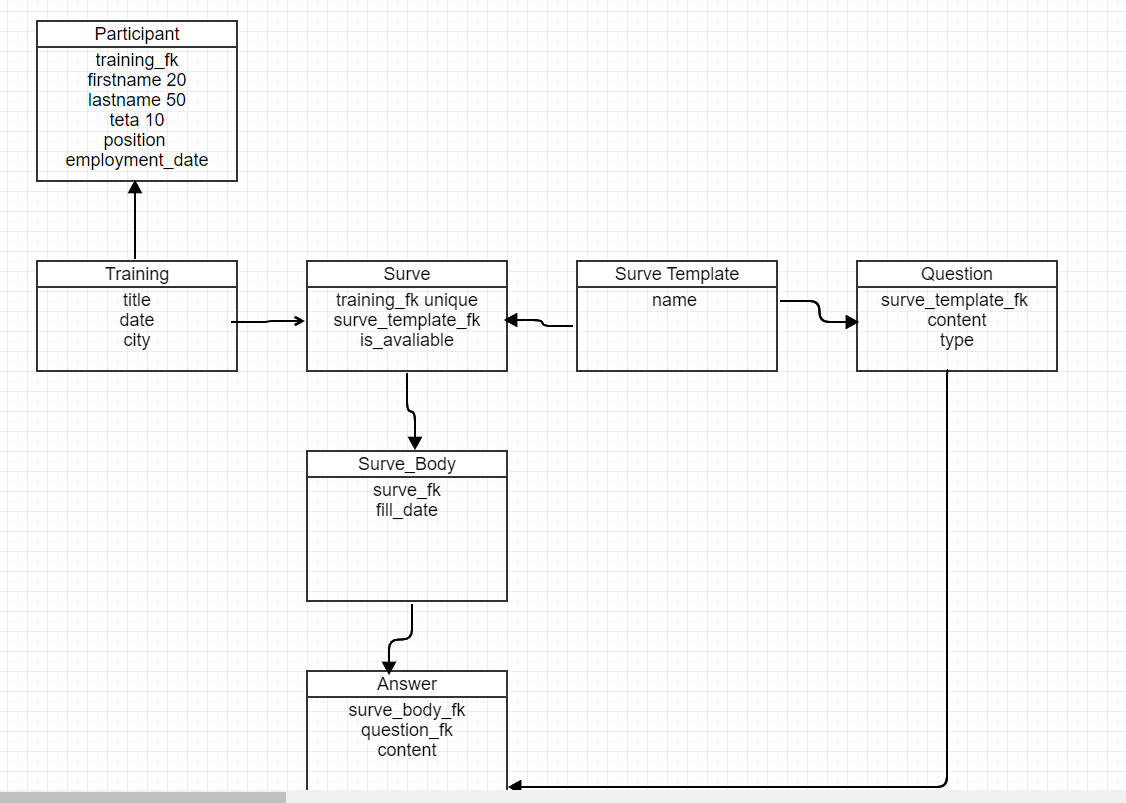 Participant
training_fk
firstname 20
lastname 50
teta 10
position
employment_date
Training
title
date
city
Surve
training_fk unique
surve_template_fk
is_avaliable
Surve Template
name
Question
surve_template_fk
content
type
Surve_Body
surve_fk
fill_date
Answer
surve_body_fk
question_fk
content